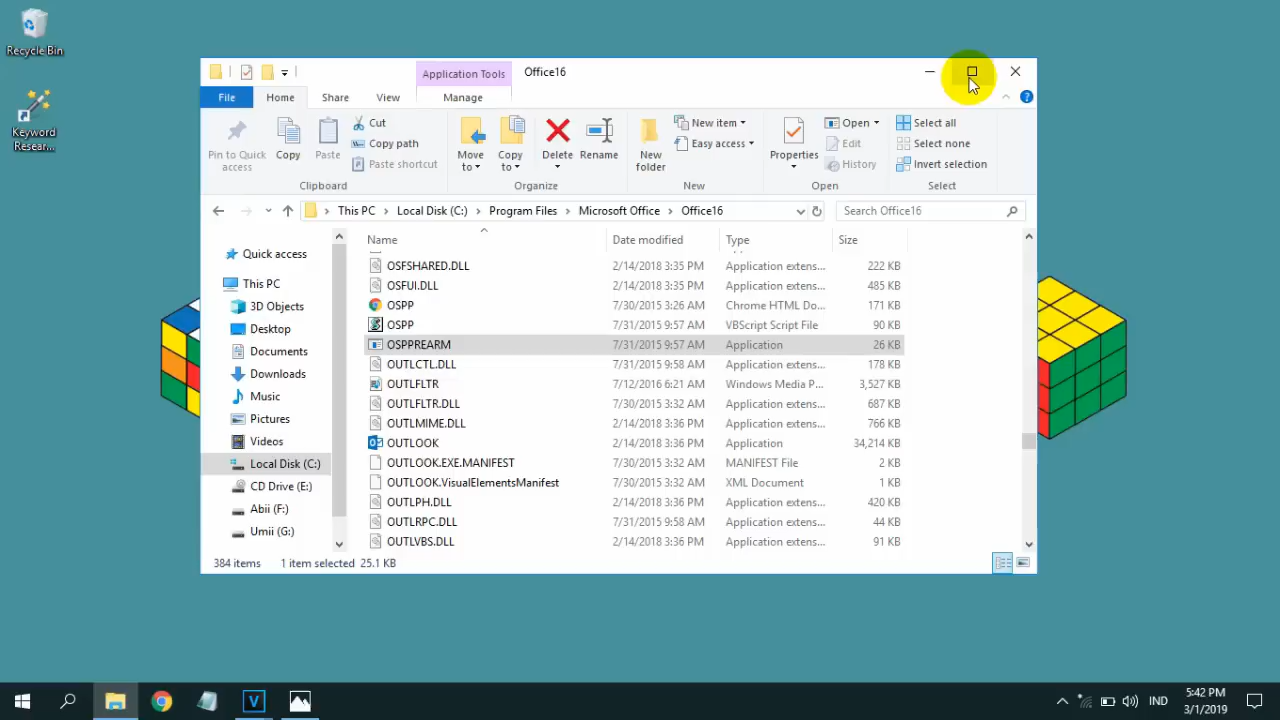 Recycle Bin
Keyword
Resear...
Application Tools
Office16
File
Home
Share
View
Manage
Pin to Quick
access
Copy
Paste
Cut
Copy path
Paste shortcut
Clipboard
Move
to
Copy
to
Delete
Rename
Organize
New
folder
New item
Easy access
New
Properties
Open
Edit
History
Open
Select all
Select none
Invert selection
Select
This PC > Local Disk (C:) > Program Files > Microsoft Office > Office16
Search Office16
Quick access
This PC
3D Objects
Desktop
Documents
Downloads
Music
Pictures
Videos
Local Disk (C:)
CD Drive (E:)
Abii (F:)
Umii (G:)
Name Date modified Type Size
OSFSHARED.DLL 2/14/2018 3:35 PM Application extens... 222 KB
OSFUI.DLL 2/14/2018 3:35 PM Application extens... 485 KB
OSPP 7/30/2015 3:26 AM Chrome HTML Do... 171 KB
OSPP 7/31/2015 9:57 AM VBScript Script File 90 KB
OSPPREARM 7/31/2015 9:57 AM Application 26 KB
OUTLCTL.DLL 7/31/2015 9:58 AM Application extens... 178 KB
OUTLFLTR 7/12/2016 6:21 AM Windows Media P... 3,527 KB
OUTLFLTR.DLL 7/30/2015 3:32 AM Application extens... 687 KB
OUTLMIME.DLL 2/14/2018 3:36 PM Application extens... 766 KB
OUTLOOK 2/14/2018 3:36 PM Application 34,214 KB
OUTLOOK.EXE.MANIFEST 7/30/2015 3:32 AM MANIFEST File 2 KB
OUTLOOK.VisualElementsManifest 7/30/2015 3:32 AM XML Document 1 KB
OUTLPH.DLL 2/14/2018 3:36 PM Application extens... 420 KB
OUTLRPC.DLL 7/31/2015 9:58 AM Application extens... 44 KB
OUTLVBS.DLL 2/14/2018 3:36 PM Application extens... 91 KB
384 items 1 item selected 25.1 KB
V
IND
5:42 PM
3/1/2019